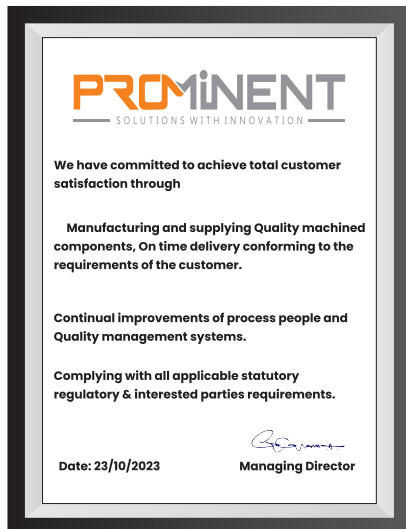 PROMiNENT
SOLUTIONS WITH INNOVATION
We have committed to achieve total customer
satisfaction through
Manufacturing and supplying Quality machined
components, On time delivery conforming to the
requirements of the customer.
Continual improvements of process people and
Quality management systems.
Complying with all applicable statutory
regulatory & interested parties requirements.
Date: 23/10/2023
Managing Director